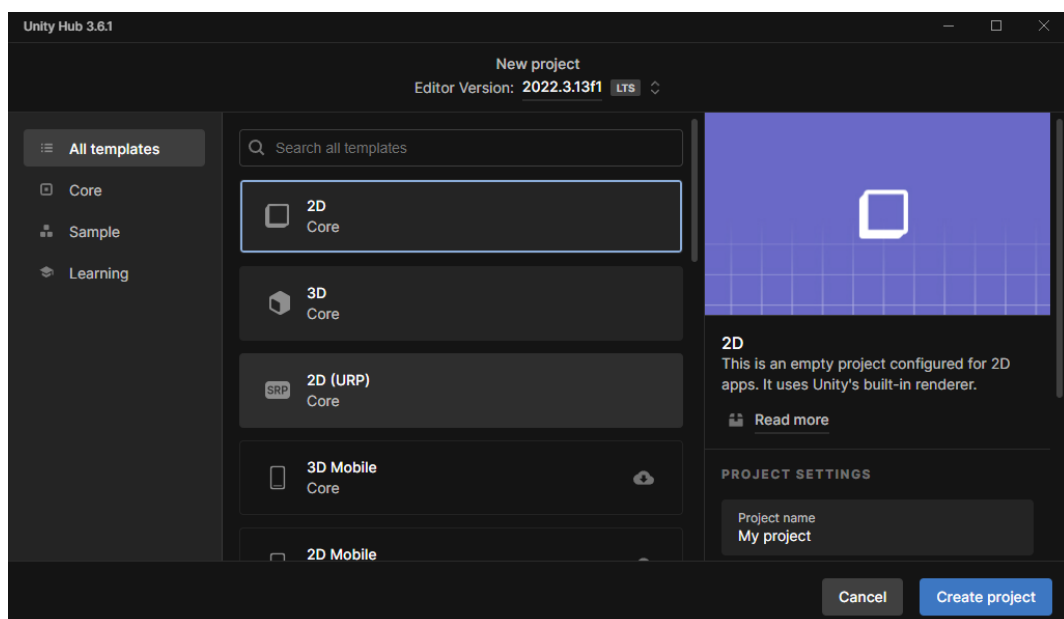 Unity Hub 3.6.1
New project
Editor Version: 2022.3.13f1 LTS
All templates
Core
Sample
Learning
Search all templates
2D
Core
3D
Core
SRP
2D (URP)
Core
3D Mobile
Core
2D Mobile
2D
This is an empty project configured for 2D
apps. It uses Unity's built-in renderer.
Read more
PROJECT SETTINGS
Project name
My project
Cancel
Create project